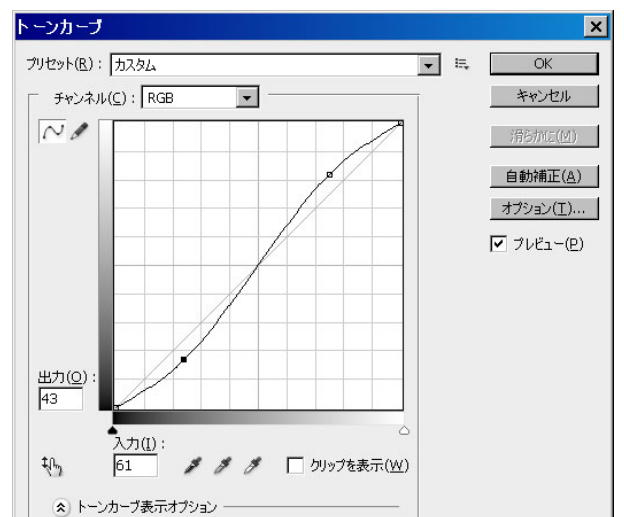 トーンカーブ
プリセット(R)： カスタム
OK
チャンネル(C)： RGB
キャンセル
滑らかに(M)
自動補正(A)
オプション(T)...
プレビュー(P)
出力(O)：
43
入力(I)：
61
クリップを表示(W)
トーンカーブ表示オプション